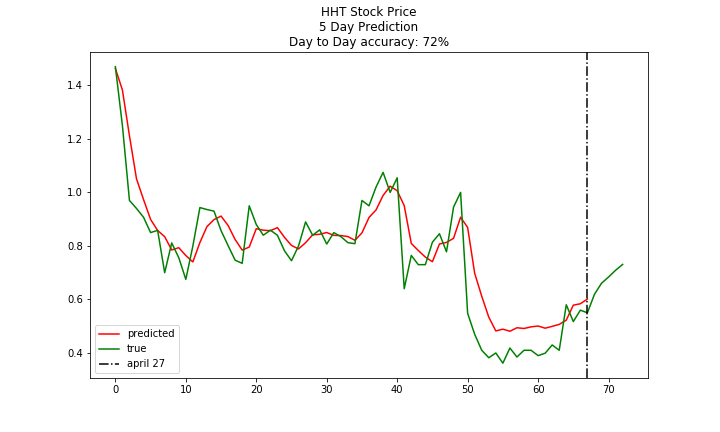 HHT Stock Price
5 Day Prediction
Day to Day accuracy: 72%
1.4
1.2
1.0
0.8
0.6
0.4
predicted
true
april 27
0 10 20 30 40 50 60 70